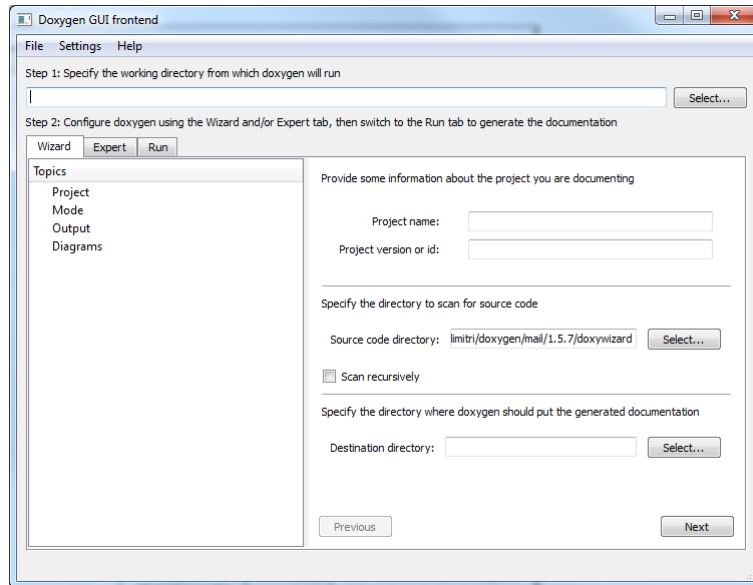 Doxygen GUI frontend
File Settings Help
Step 1: Specify the working directory from which doxygen will run
Select...
Step 2: Configure doxygen using the Wizard and/or Expert tab, then switch to the Run tab to generate the documentation
Wizard Expert Run
Topics
Project
Mode
Output
Diagrams
Provide some information about the project you are documenting
Project name:
Project version or id:
Specify the directory to scan for source code
Source code directory: limitri/doxygen/mail/1.5.7/doxywizard Select...
Scan recursively
Specify the directory where doxygen should put the generated documentation
Destination directory: Select...
Previous Next